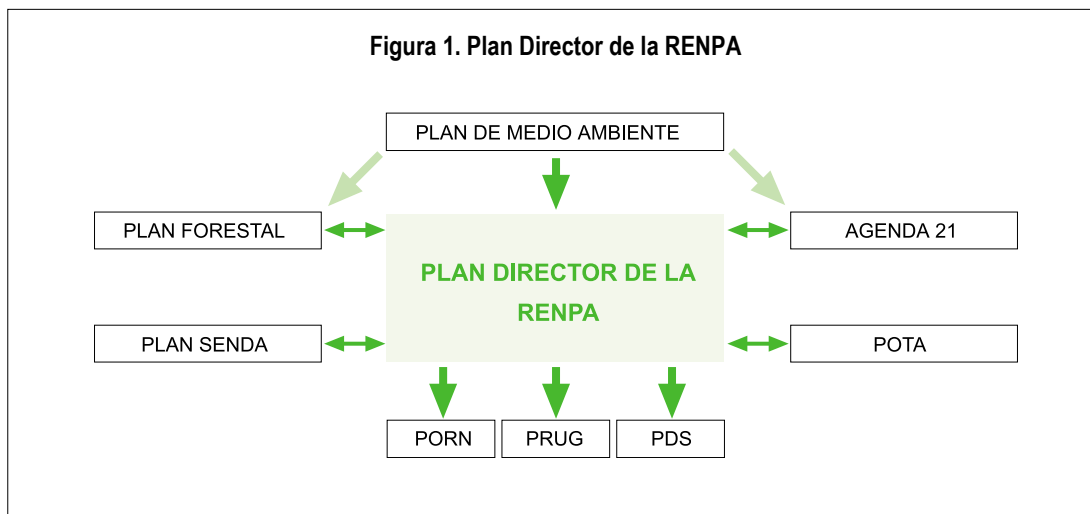 Figura 1. Plan Director de la RENPA
PLAN DE MEDIO AMBIENTE
PLAN FORESTAL
AGENDA 21
PLAN DIRECTOR DE LA
RENPA
PLAN SENDA
POTA
PORN
PRUG
PDS